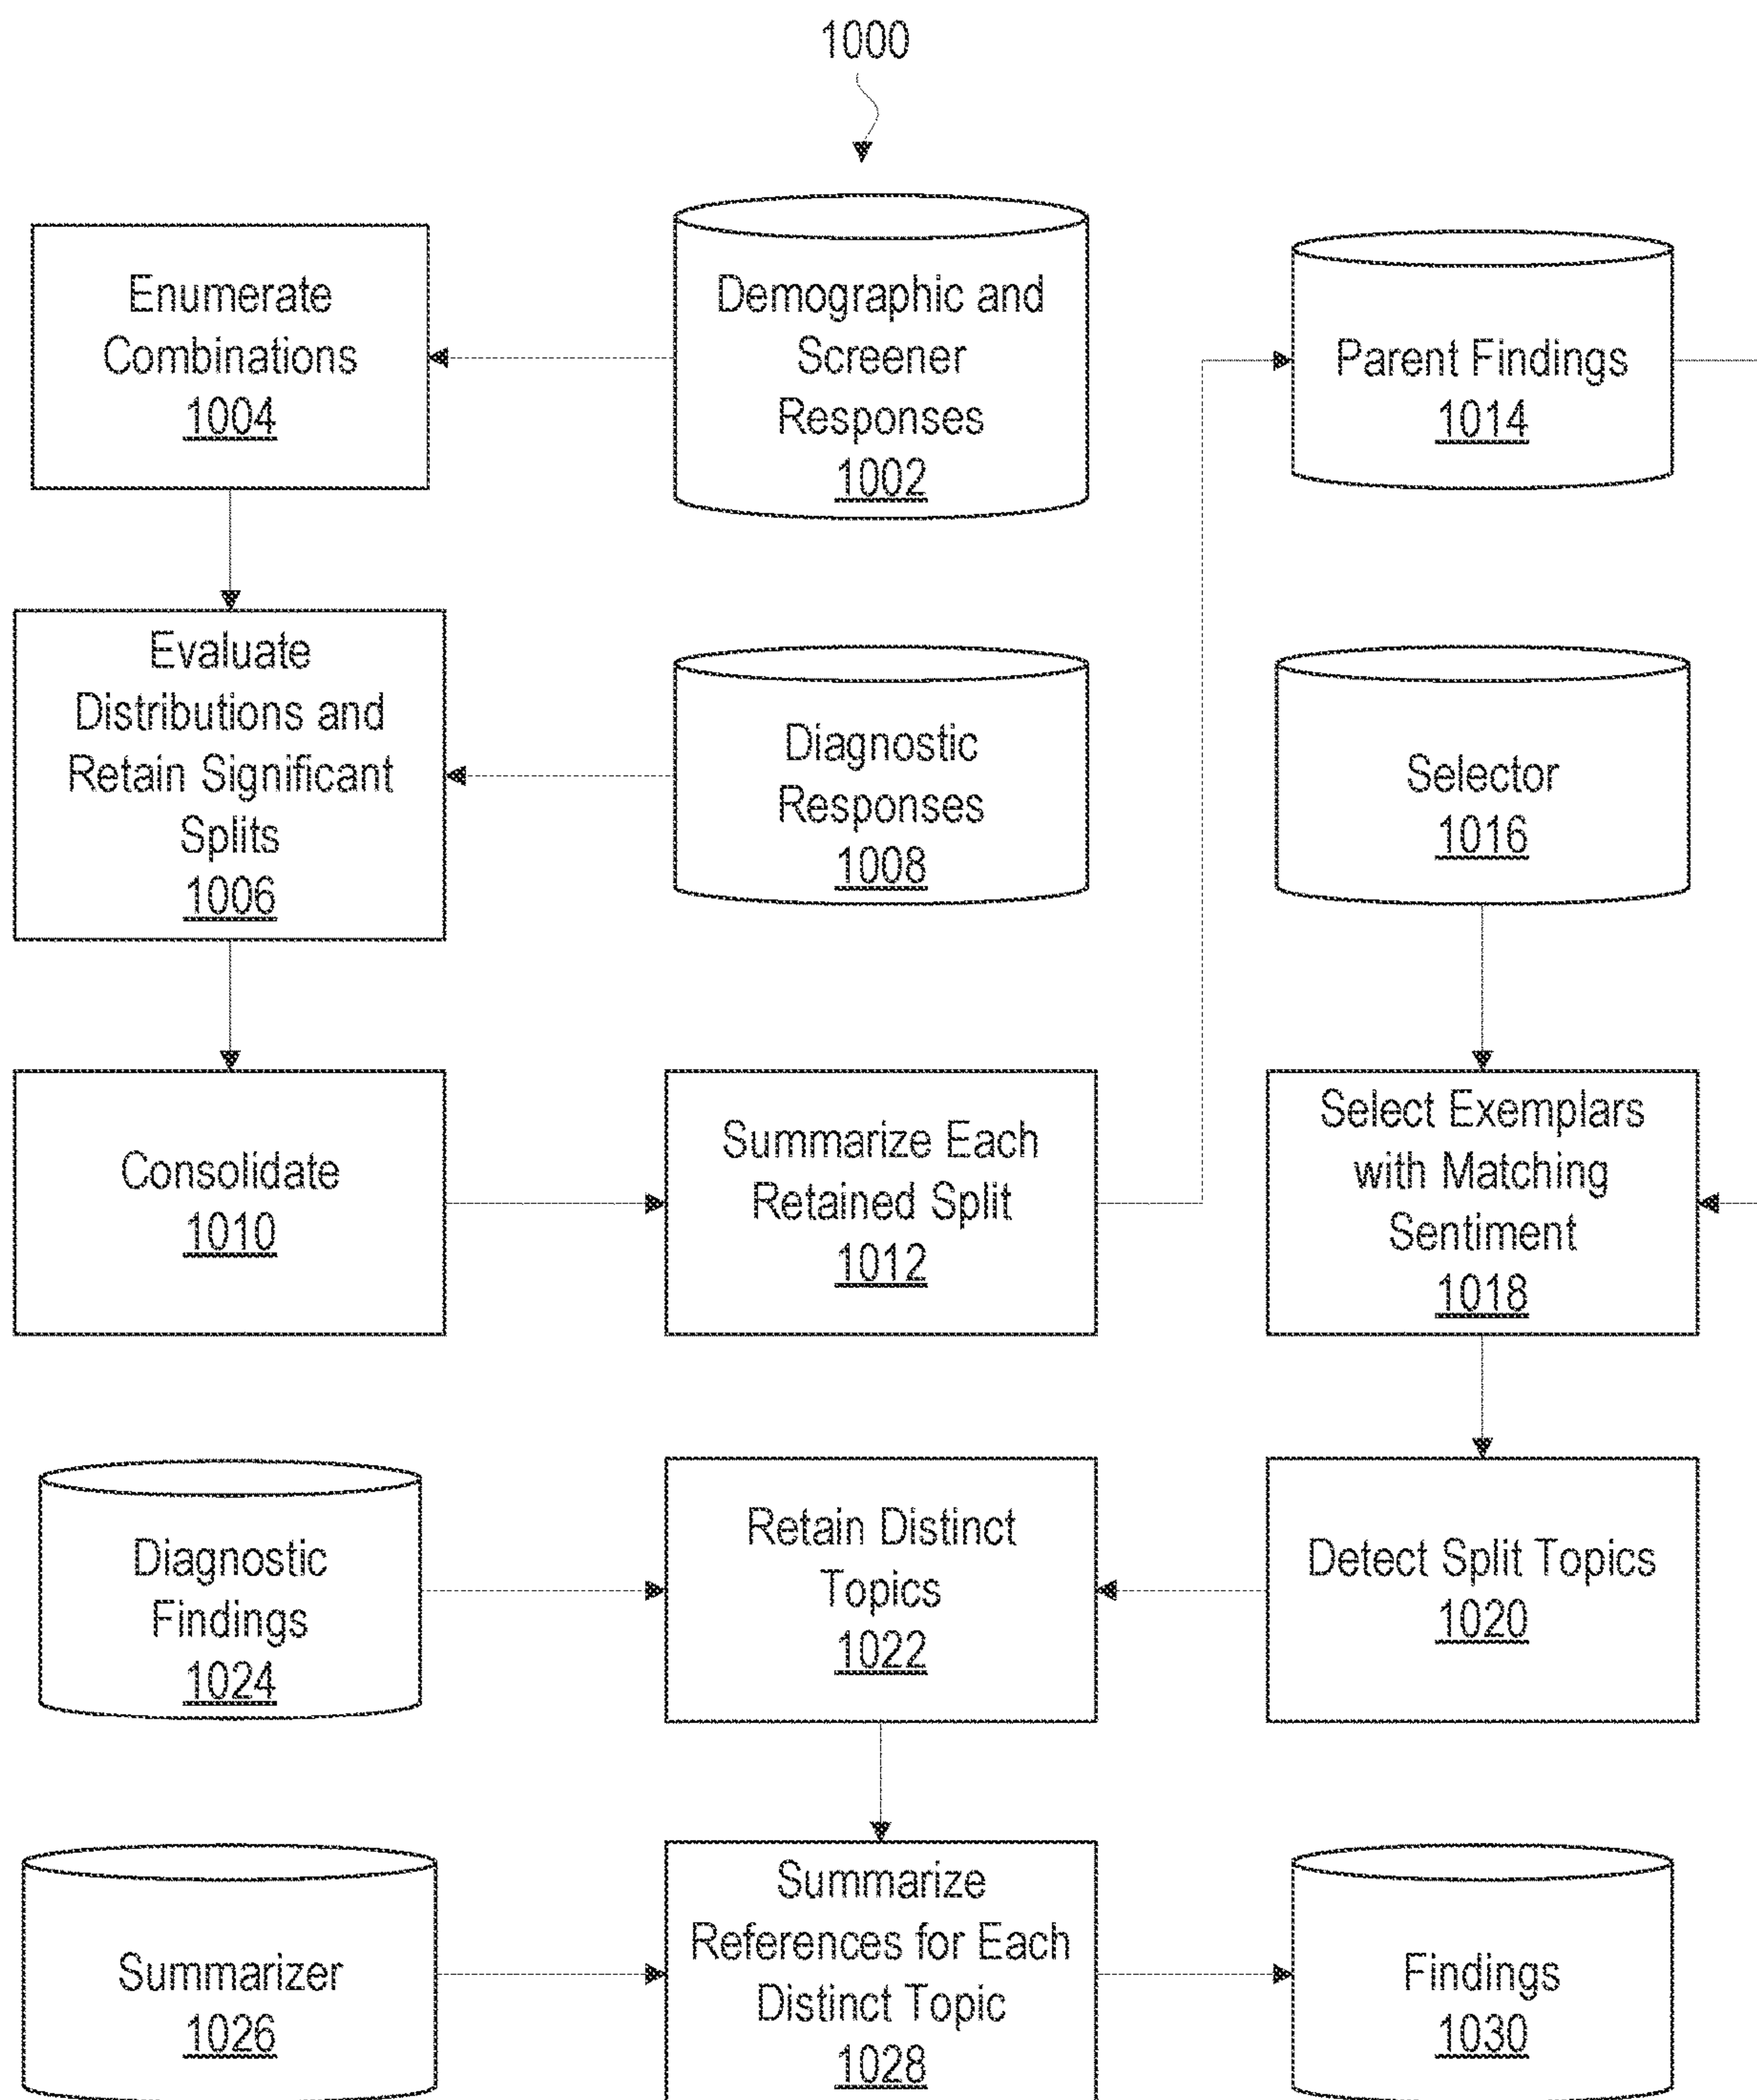 1000
Enumerate
Combinations
1004
Demographic and
Screener
Responses
1002
Parent Findings
1014
Evaluate
Distributions and
Retain Significant
Splits
1006
Diagnostic
Responses
1008
Selector
1016
Consolidate
1010
Summarize Each
Retained Split
1012
Select Exemplars
with Matching
Sentiment
1018
Diagnostic
Findings
1024
Retain Distinct
Topics
1022
Detect Split Topics
1020
Summarizer
1026
Summarize
References for Each
Distinct Topic
1028
Findings
1030